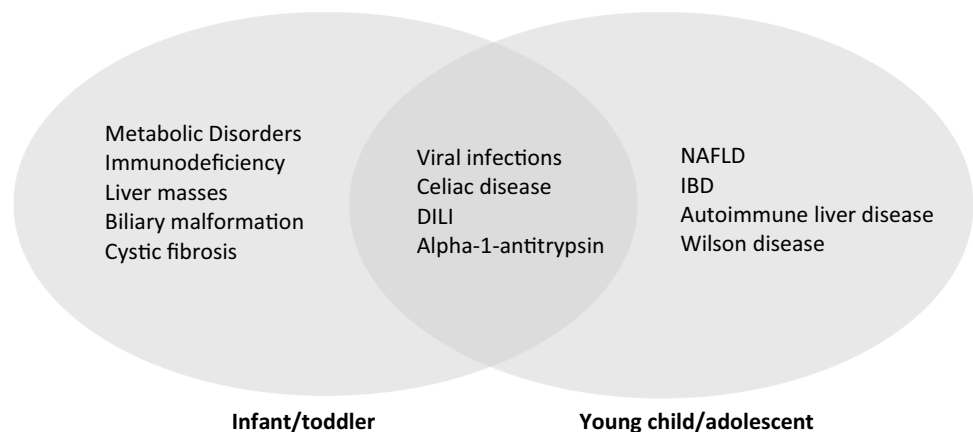 Metabolic Disorders
Immunodeficiency
Liver masses
Biliary malformation
Cystic fibrosis
Viral infections
Celiac disease
DILI
Alpha-1-antitrypsin
NAFLD
IBD
Autoimmune liver disease
Wilson disease
Infant/toddler
Young child/adolescent